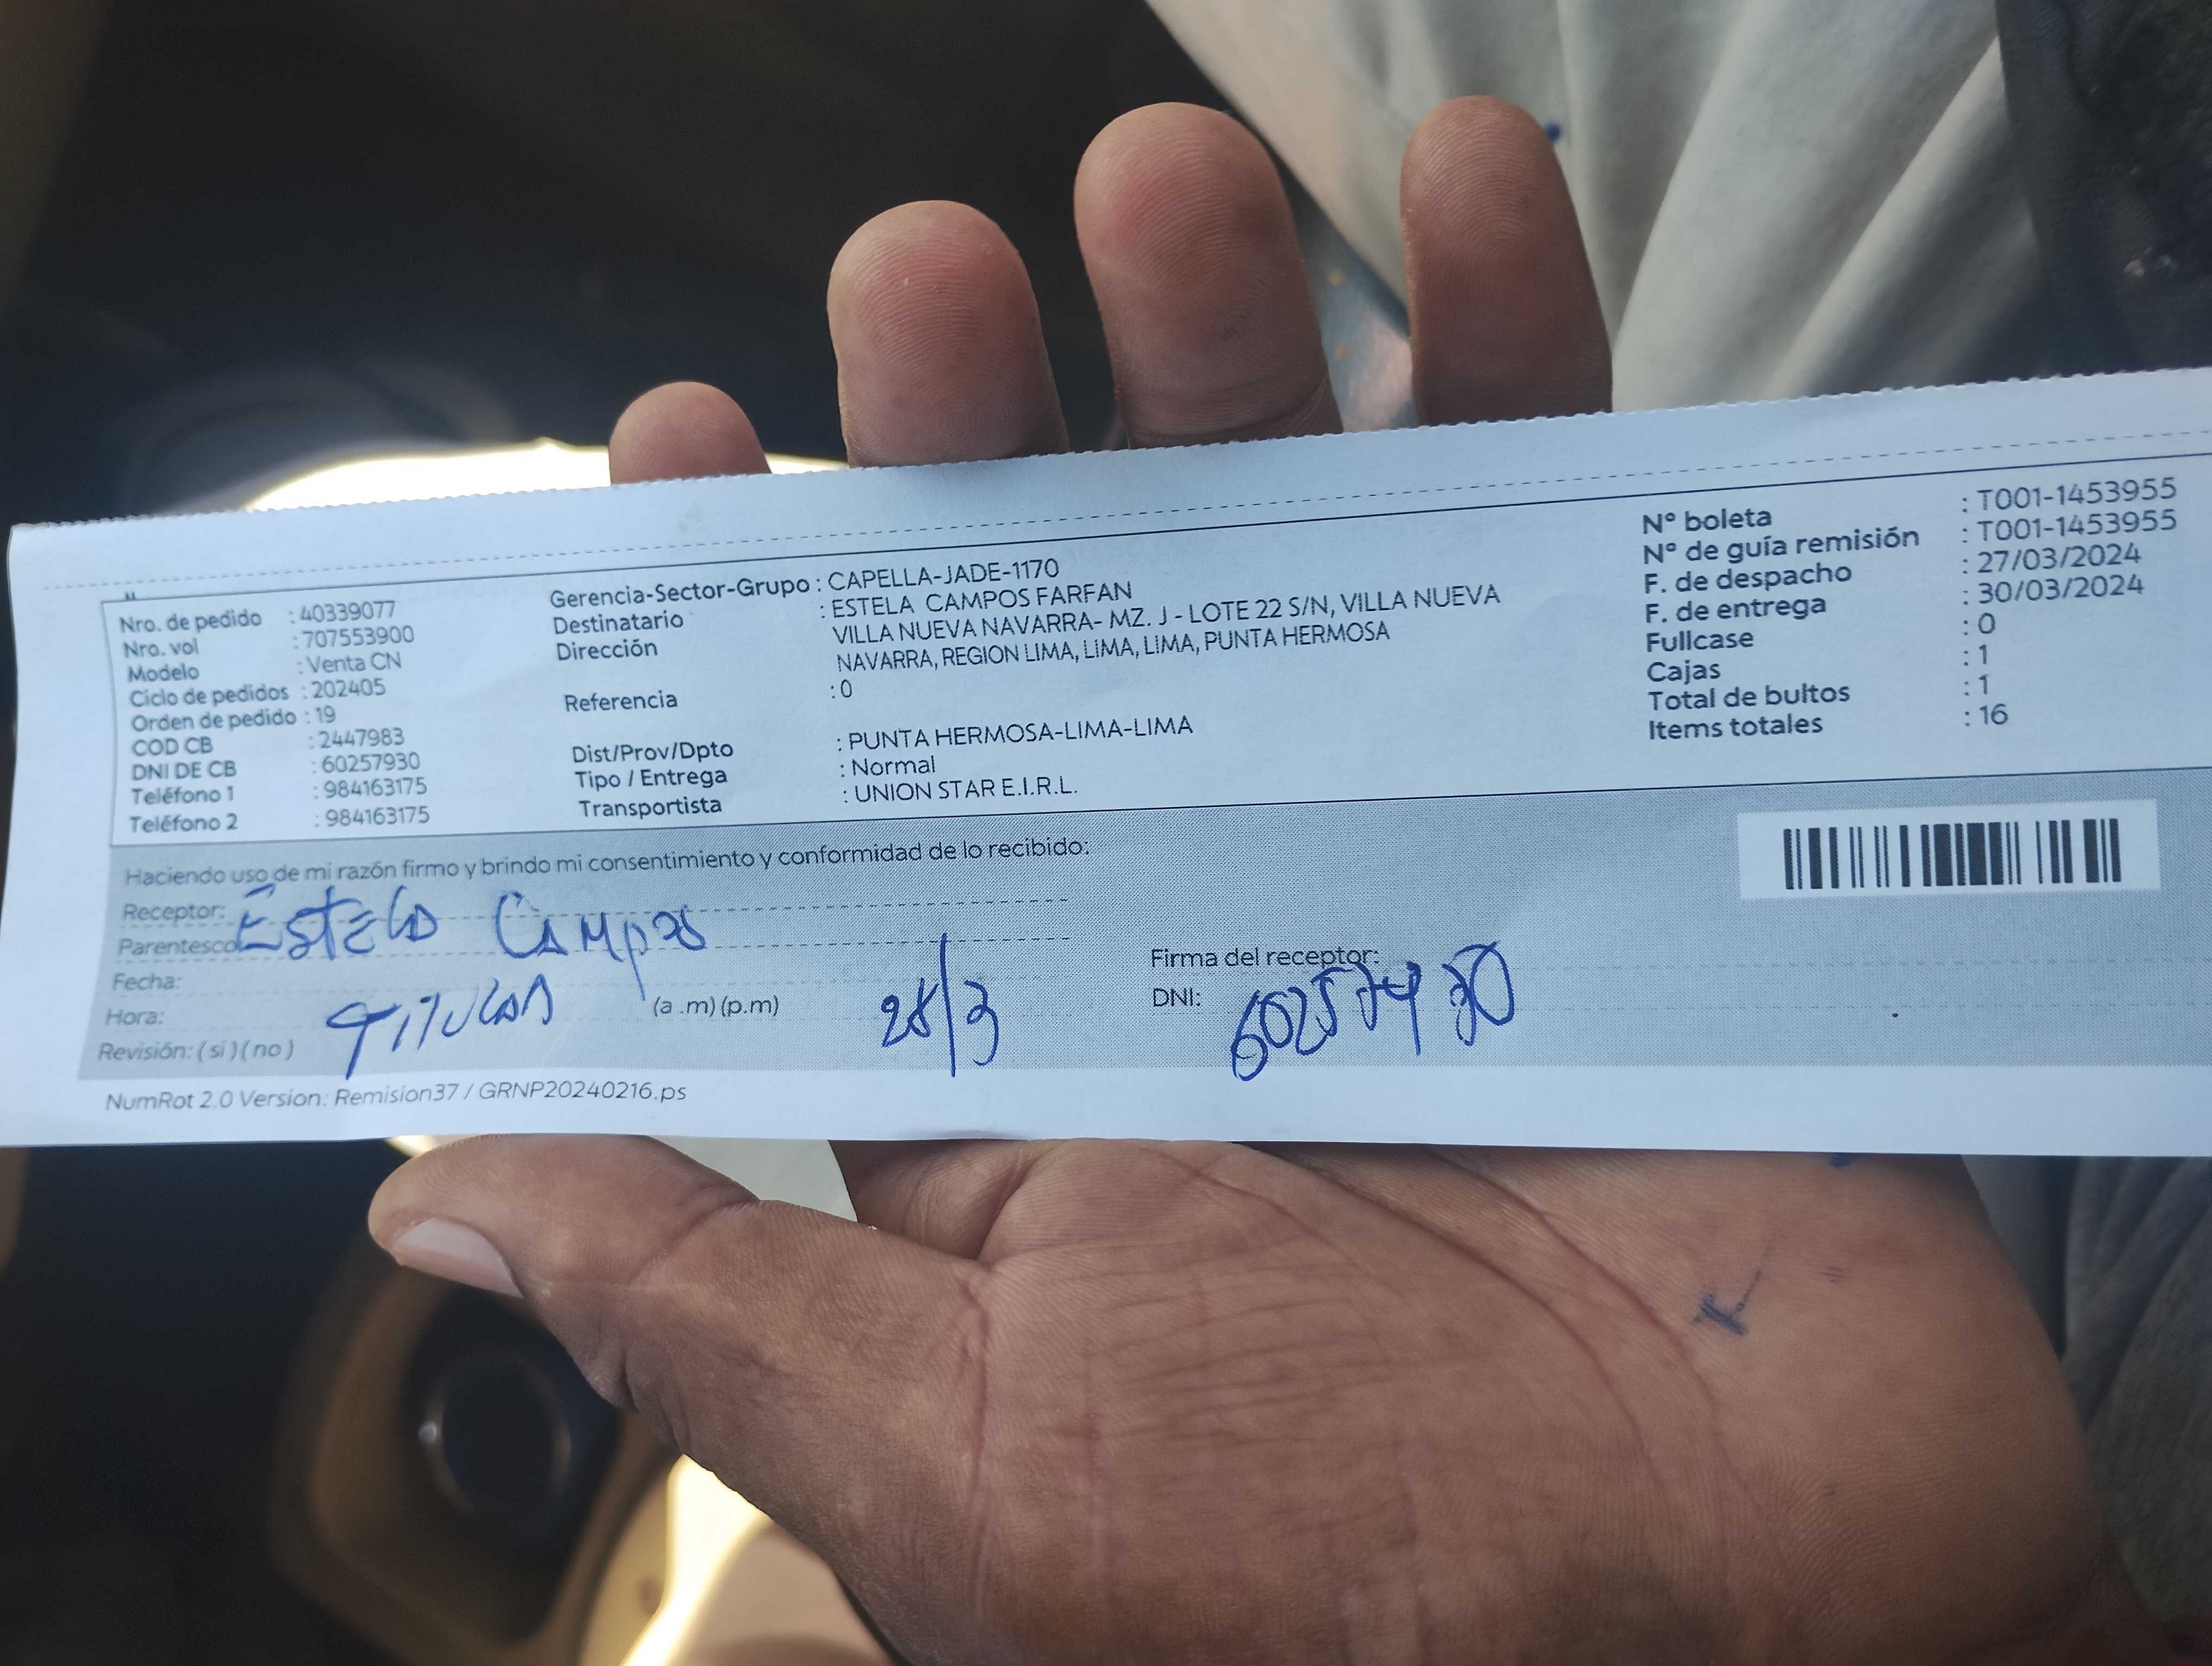 Nro. de pedido : 40339077
Nro. vol : 707553900
Modelo : Venta CN
Ciclo de pedidos : 202405
Orden de pedido : 19
COD CB : 2447983
DNI DE CB : 60257930
Teléfono 1 : 984163175
Teléfono 2 : 984163175
Gerencia-Sector-Grupo : CAPELLA-JADE-1170
Destinatario : ESTELA CAMPOS FARFAN
Dirección VILLA NUEVA NAVARRA- MZ. J - LOTE 22 S/N, VILLA NUEVA
NAVARRA, REGION LIMA, LIMA, LIMA, PUNTA HERMOSA
Referencia : 0
Dist/Prov/Dpto : PUNTA HERMOSA-LIMA-LIMA
Tipo / Entrega : Normal
Transportista : UNION STAR E.I.R.L.
N° boleta : T001-1453955
N° de guía remisión : T001-1453955
F. de despacho : 27/03/2024
F. de entrega : 30/03/2024
Fullcase : 0
Cajas : 1
Total de bultos : 1
Items totales : 16
Haciendo uso de mi razón firmo y brindo mi consentimiento y conformidad de lo recibido:
Receptor: Estela Campos
Parentesco
Fecha:
Hora: (a .m) (p.m) 28/3
Revisión: ( si ) ( no )
Firma del receptor:
DNI:
NumRot 2.0 Version: Remision37 / GRNP20240216.ps